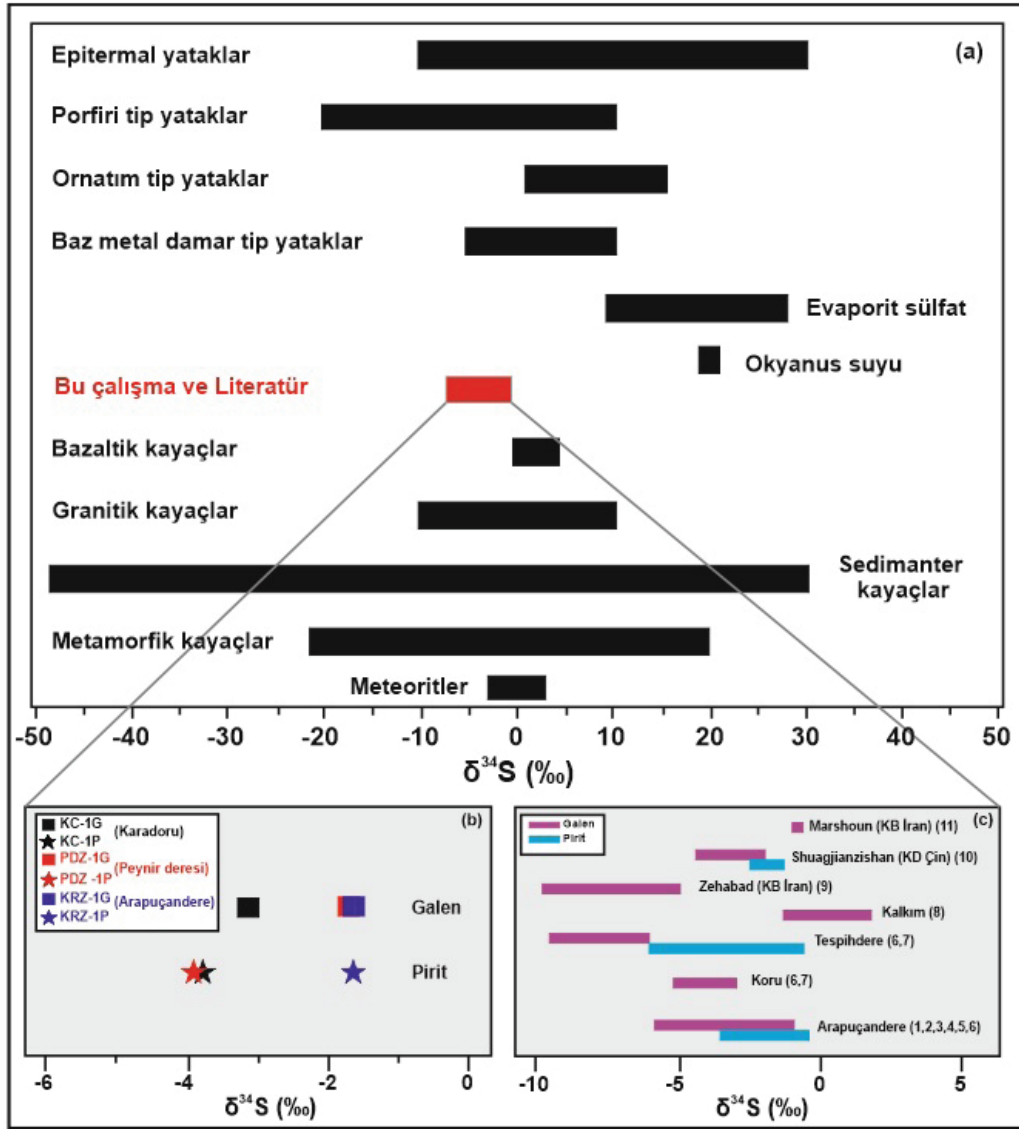 Epitermal yataklar
(a)
Porfiri tip yataklar
Ornatım tip yataklar
Baz metal damar tip yataklar
Evaporit sülfat
Okyanus suyu
Bu çalışma ve Literatür
Bazaltik kayaçlar
Granitik kayaçlar
Sedimanter
kayaçlar
Metamorfik kayaçlar
Meteoritler
-50 -40 -30 -20 -10 0 10 20 30 40 50
δ³⁴S (‰)
(b)
KC-1G
KC-1P
(Karadoru)
PDZ-1G
PDZ -1P
(Peynir deresi)
KRZ-1G
KRZ-1P
(Arapuçandere)
Galen
Pirit
-6 -4 -2 0
δ³⁴S (‰)
(c)
Galen
Pirit
Marshoun (KB İran) (11)
Shuagjianzishan (KD Çin) (10)
Zehabad (KB İran) (9)
Kalkım (8)
Tespihdere (6,7)
Koru (6,7)
Arapuçandere (1,2,3,4,5,6)
-10 -5 0 5
δ³⁴S (‰)